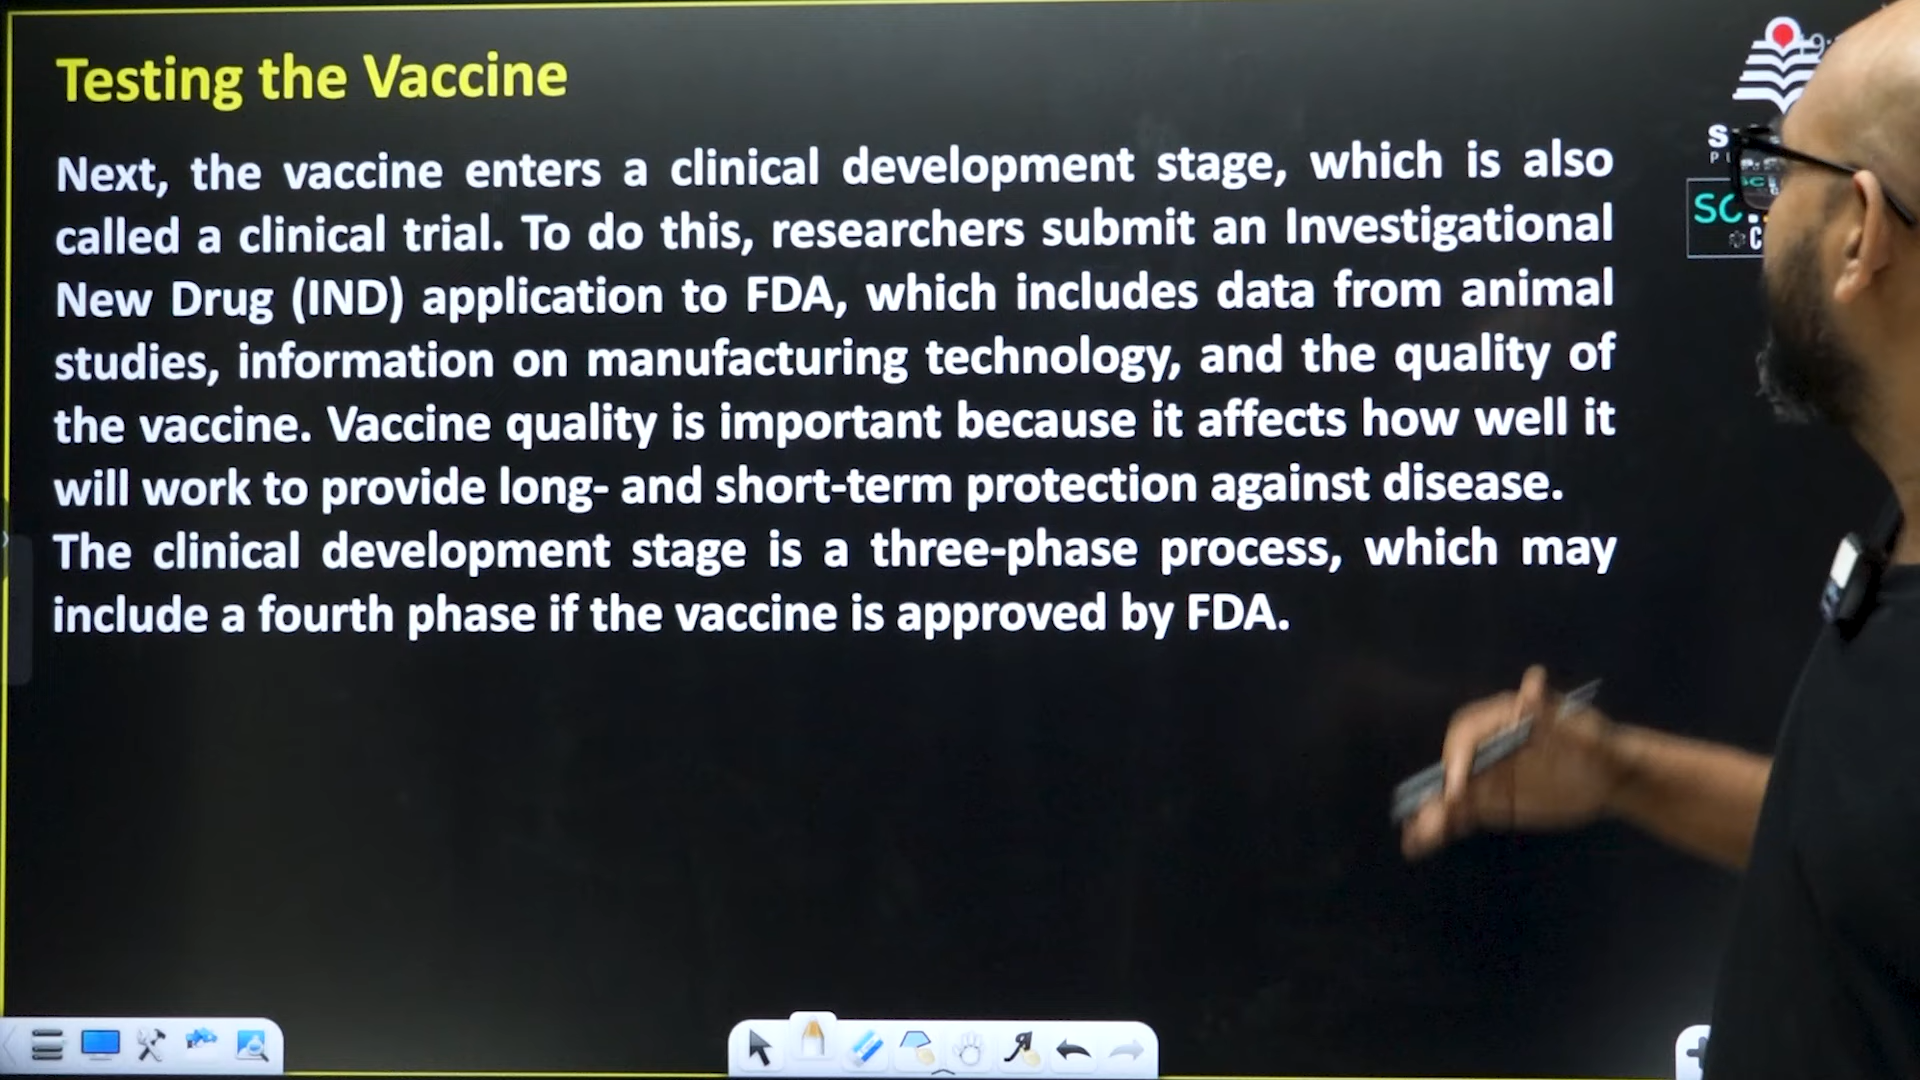 Testing the Vaccine
Next, the vaccine enters a clinical development stage, which is also
called a clinical trial. To do this, researchers submit an Investigational
New Drug (IND) application to FDA, which includes data from animal
studies, information on manufacturing technology, and the quality of
the vaccine. Vaccine quality is important because it affects how well it
will work to provide long- and short-term protection against disease.
The clinical development stage is a three-phase process, which may
include a fourth phase if the vaccine is approved by FDA.